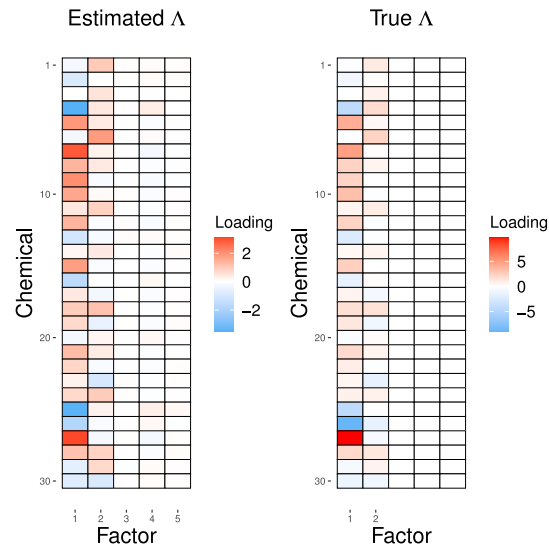 Estimated Λ
True Λ
1
10
20
30
Chemical
1 2 3 4 5
Factor
Loading
2
0
−2
1
10
20
30
Chemical
1 2
Factor
Loading
5
0
−5